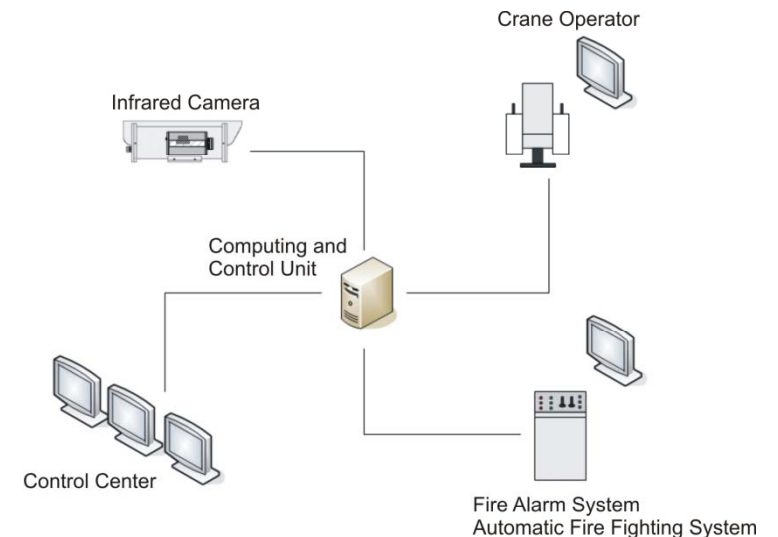 Crane Operator
Infrared Camera
Computing and
Control Unit
Control Center
Fire Alarm System
Automatic Fire Fighting System